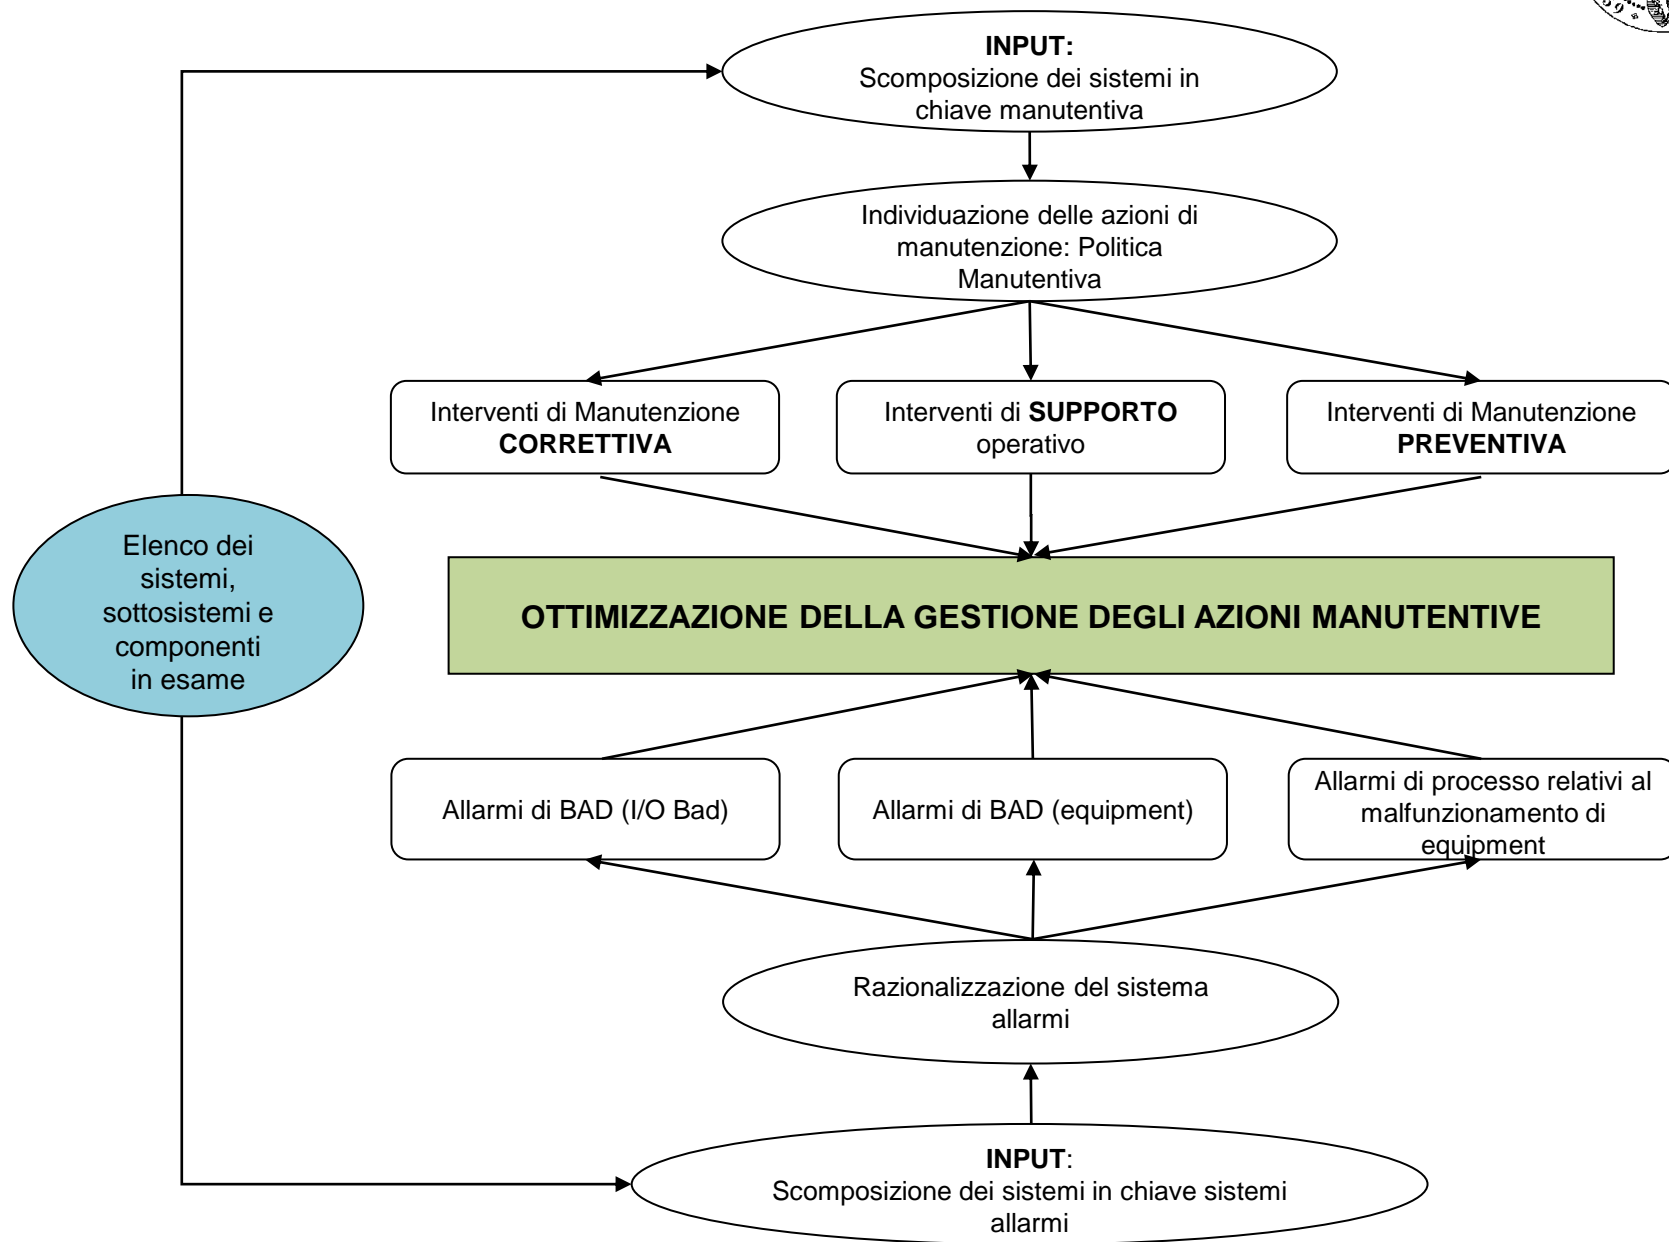 INPUT:
Scomposizione dei sistemi in
chiave manutentiva
Individuazione delle azioni di
manutenzione: Politica
Manutentiva
Interventi di Manutenzione
CORRETTIVA
Interventi di SUPPORTO
operativo
Interventi di Manutenzione
PREVENTIVA
Elenco dei
sistemi,
sottosistemi e
componenti
in esame
OTTIMIZZAZIONE DELLA GESTIONE DEGLI AZIONI MANUTENTIVE
Allarmi di BAD (I/O Bad)
Allarmi di BAD (equipment)
Allarmi di processo relativi al
malfunzionamento di
equipment
Razionalizzazione del sistema
allarmi
INPUT:
Scomposizione dei sistemi in chiave sistemi
allarmi